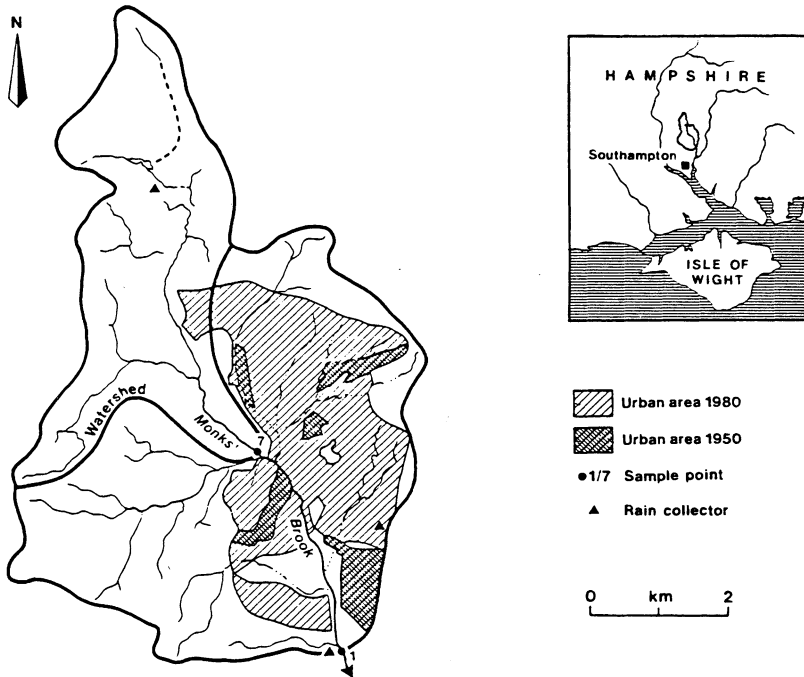 N
Watershed
Monks'
7
Brook
1
HAMPSHIRE
Southampton
ISLE OF
WIGHT
Urban area 1980
Urban area 1950
1/7 Sample point
Rain collector
0 km 2